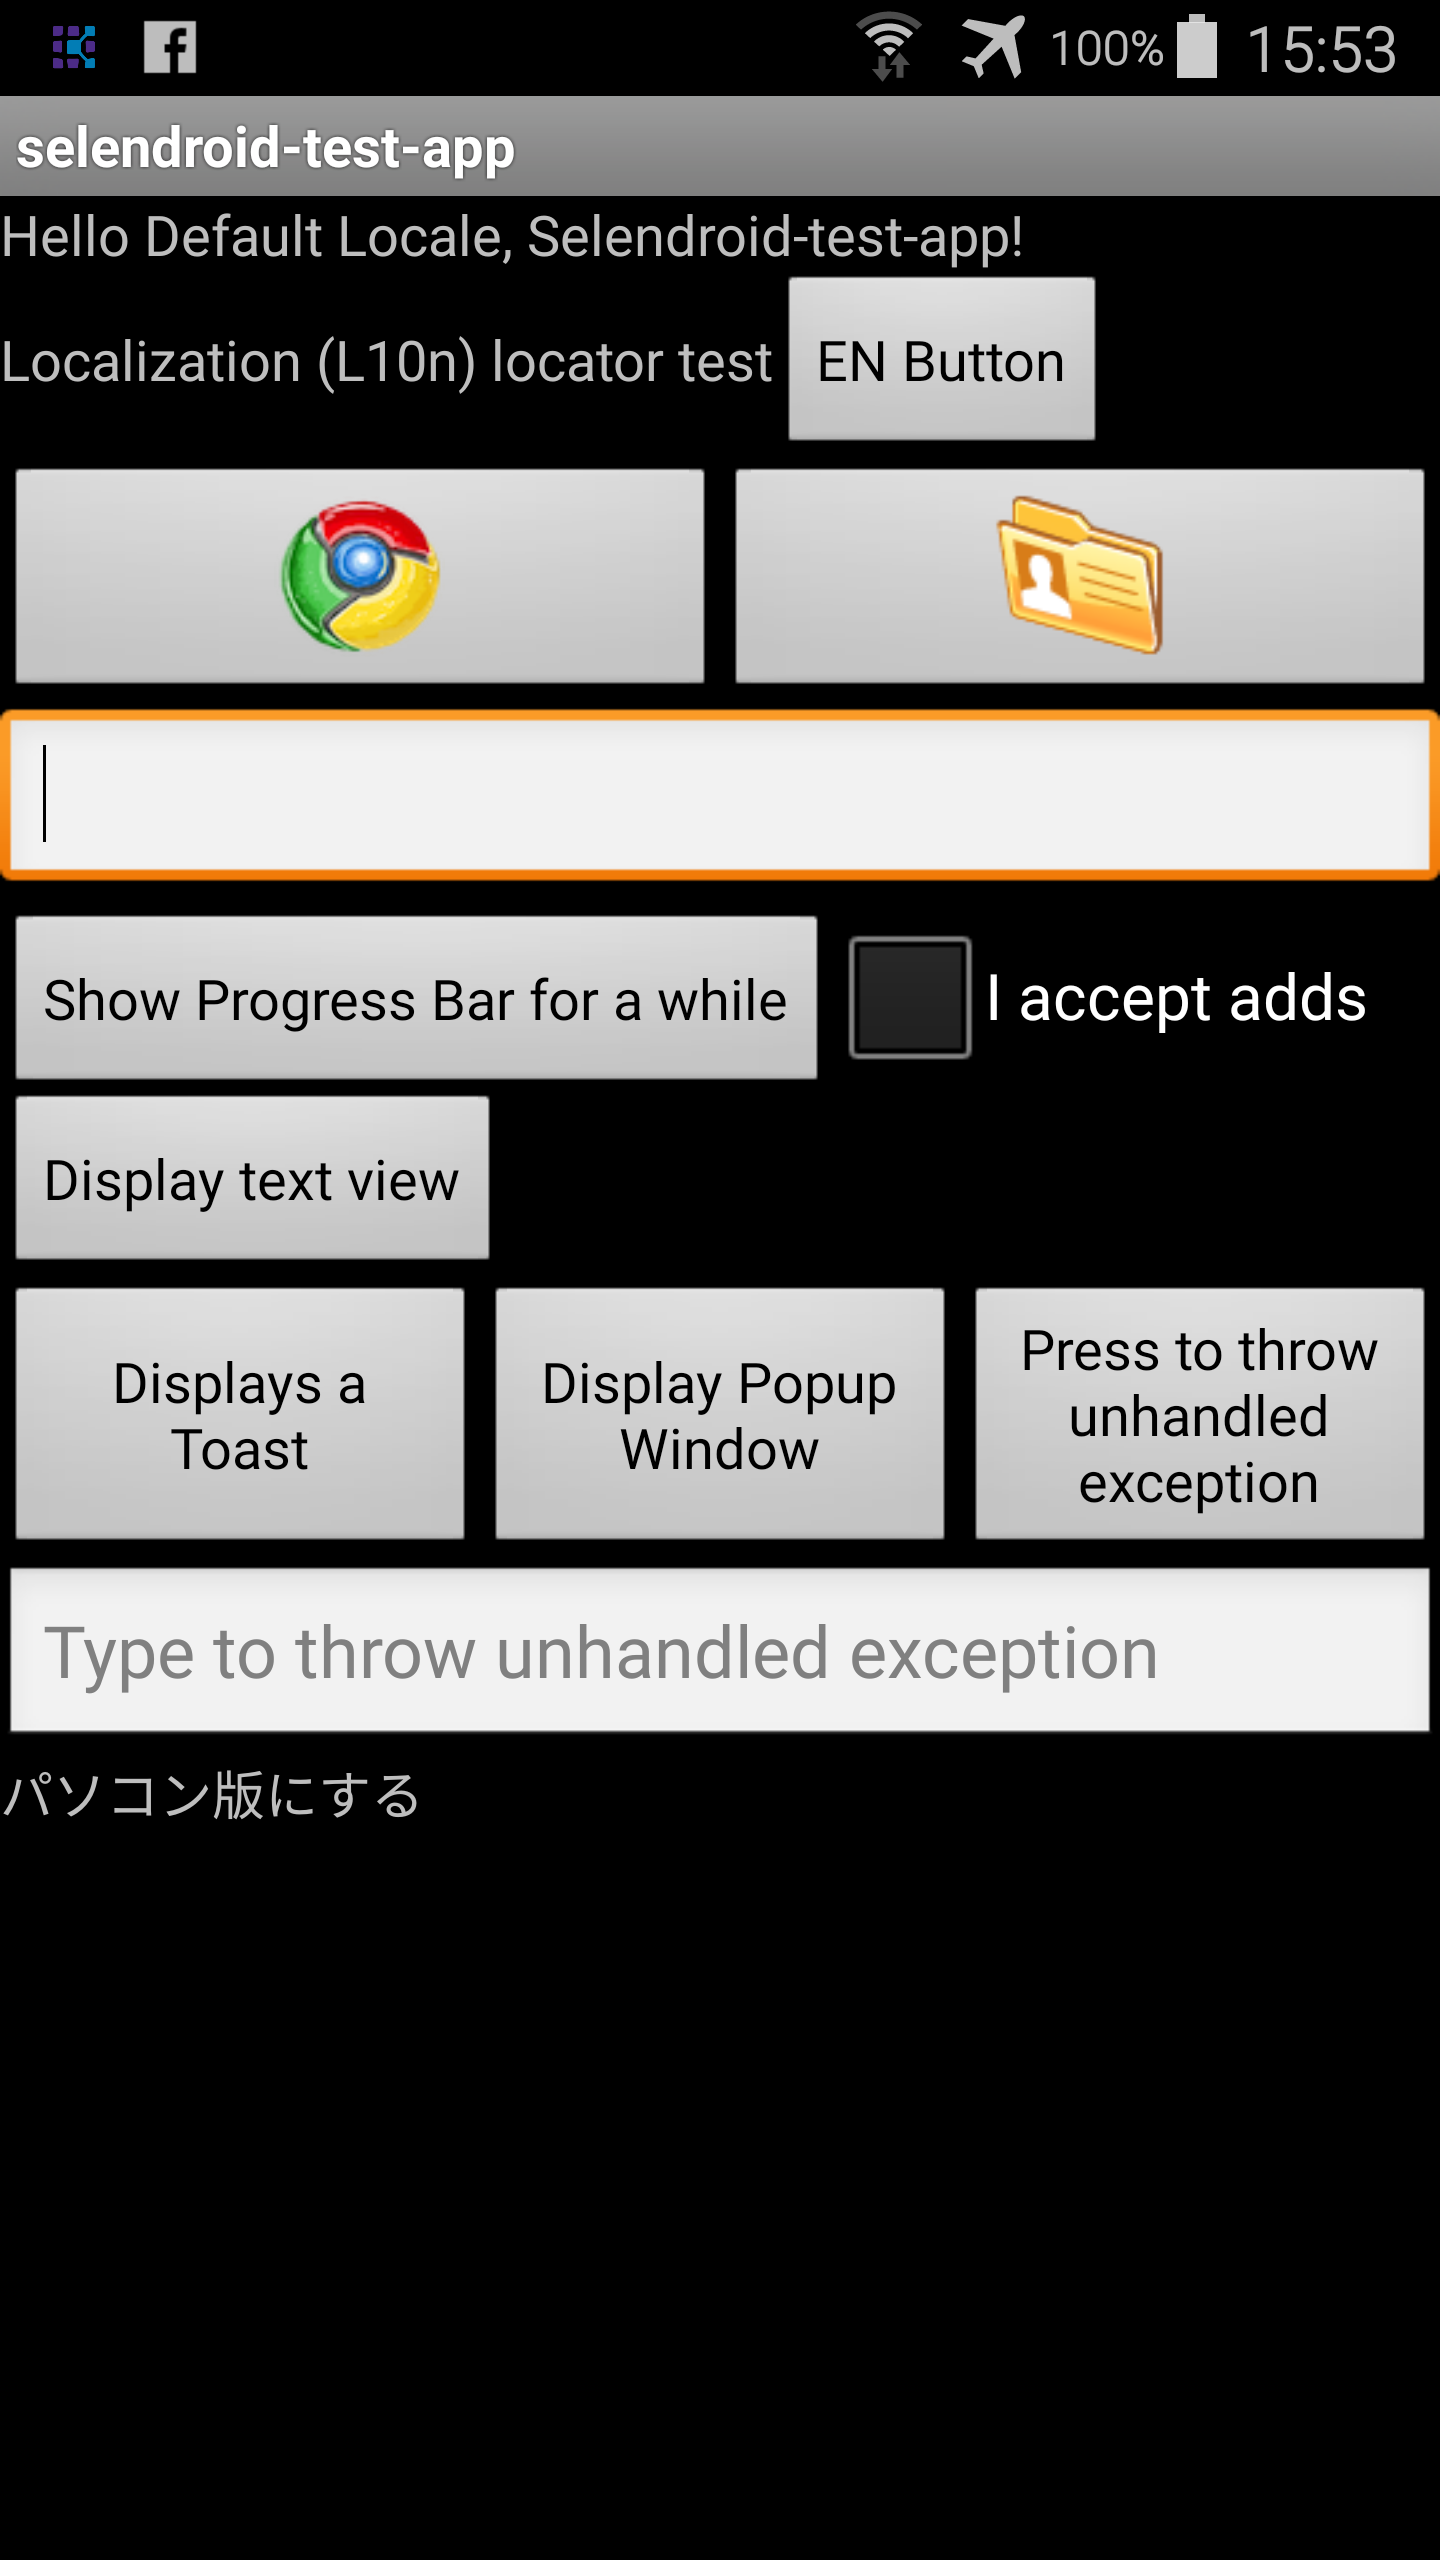 100% 15:53
selendroid-test-app
Hello Default Locale, Selendroid-test-app!
Localization (L10n) locator test EN Button
Show Progress Bar for a while I accept adds
Display text view
Displays a
Toast
Display Popup
Window
Press to throw
unhandled
exception
Type to throw unhandled exception
パソコン版にする